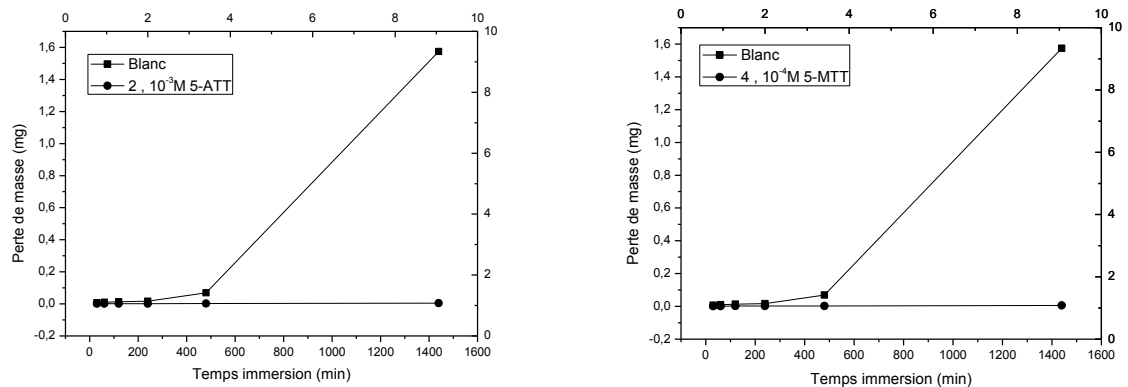 0 2 4 6 8 10
1,6
1,4
1,2
1,0
0,8
0,6
0,4
0,2
0,0
-0,2
Perte de masse (mg)
Blanc
2 , 10⁻³M 5-ATT
10
8
6
4
2
0
0 200 400 600 800 1000 1200 1400 1600
Temps immersion (min)
0 2 4 6 8 10
1,6
1,4
1,2
1,0
0,8
0,6
0,4
0,2
0,0
-0,2
Perte de masse (mg)
Blanc
4 , 10⁻⁴M 5-MTT
10
8
6
4
2
0
0 200 400 600 800 1000 1200 1400 1600
Temps immersion (min)